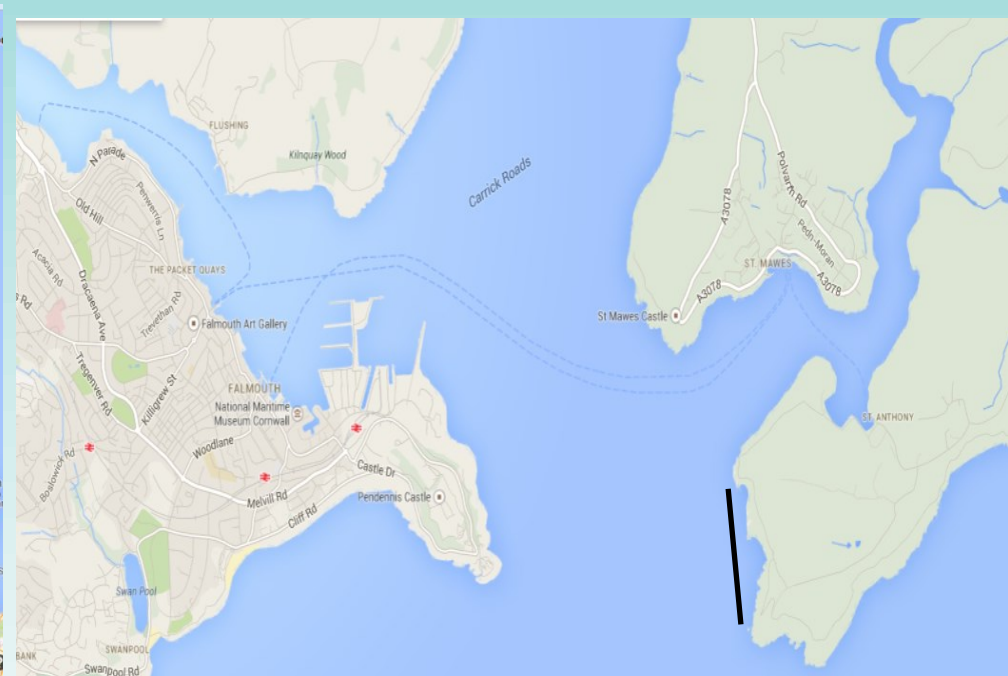 FLUSHING
Kilnquay Wood
Carrick Roads
N Parade
Penwerris Ln
Old Hill
Acacia Rd
Dracaena Ave
THE PACKET QUAYS
Trevethan Rd
Falmouth Art Gallery
Tregenver Rd
Killigrew St
FALMOUTH
National Maritime
Museum Cornwall
Woodlane
Boslowick Rd
Melvill Rd
Castle Dr
Cliff Rd
Pendennis Castle
Swan Pool
SWANPOOL
Swanpool Rd
BANK
s Rd
A3078
Polvarth Rd
Pedn-Moran
ST. MAWES
A3078
A3078
St Mawes Castle
ST. ANTHONY